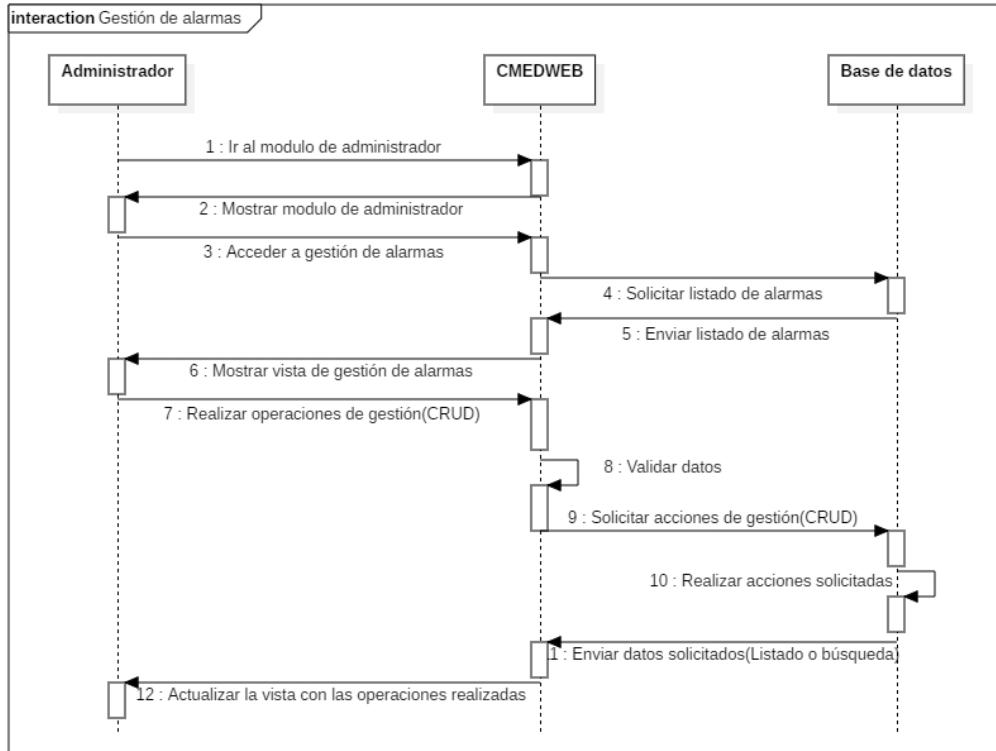 interaction Gestión de alarmas
Administrador
CMEDWEB
Base de datos
1 : Ir al modulo de administrador
2 : Mostrar modulo de administrador
3 : Acceder a gestión de alarmas
4 : Solicitar listado de alarmas
5 : Enviar listado de alarmas
6 : Mostrar vista de gestión de alarmas
7 : Realizar operaciones de gestión(CRUD)
8 : Validar datos
9 : Solicitar acciones de gestión(CRUD)
10 : Realizar acciones solicitadas
1 : Enviar datos solicitados(Listado o búsqueda)
12 : Actualizar la vista con las operaciones realizadas